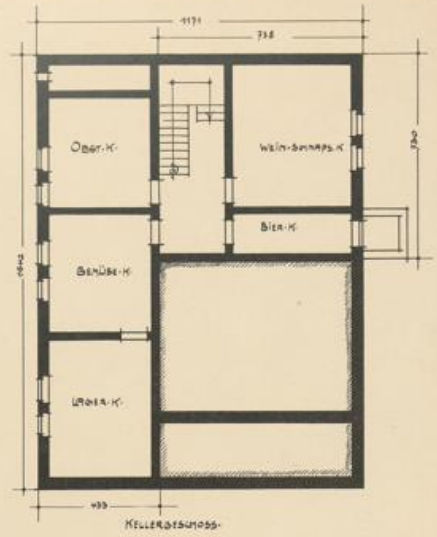 1171
738
OBST·K·
WEIN-SCHNAPS·K
BIER·K·
GEMÜSE·K·
LAGER·K·
433
KELLERGESCHOSS·